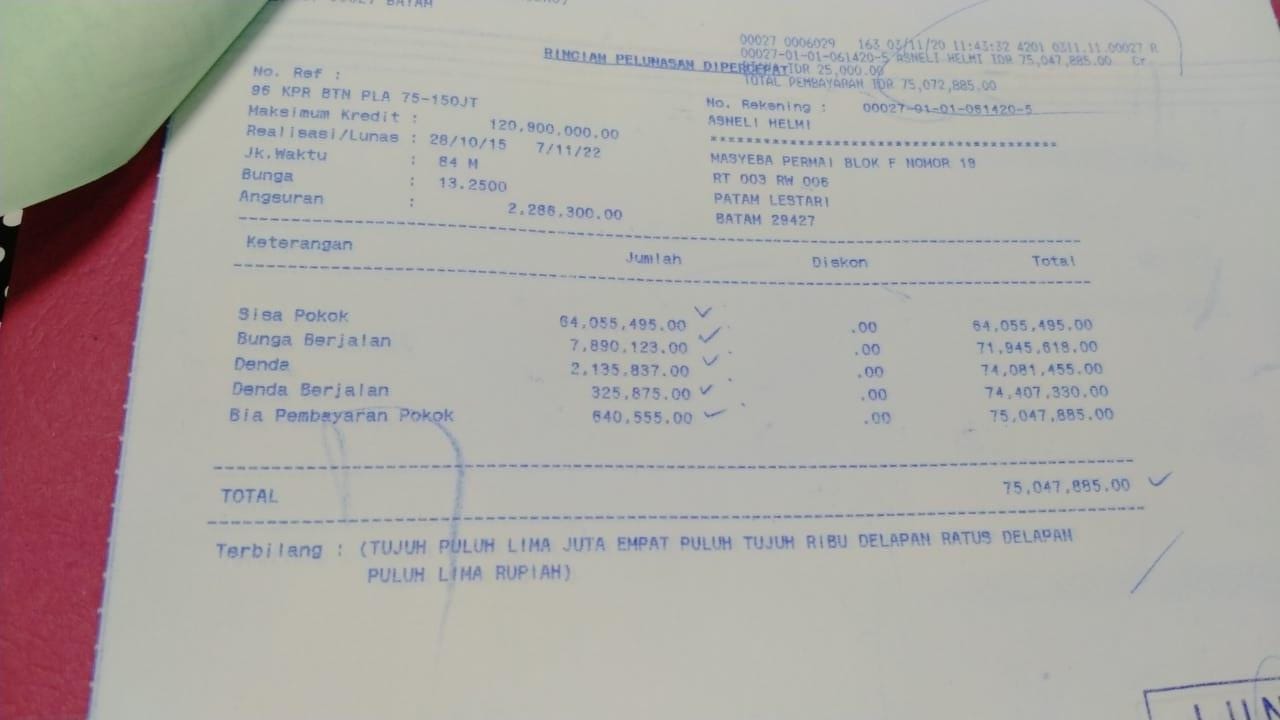 BATAM
00027 0006029 163 03/11/20 11:43:32 4201 0311.11.00027 R
00027-01-01-061420-5 ASNELI HELMI IDR 75,047,885.00 Cr
RINCIAN PELUNASAN DIPERCEPAT
IDR 25,000.00
TOTAL PEMBAYARAN IDR 75,072,885.00
No. Ref :
96 KPR BTN PLA 75-150JT
No. Rekening : 00027-01-01-061420-5
Maksimum Kredit : 120,900,000.00
ASNELI HELMI
Realisasi/Lunas : 28/10/15 7/11/22
*********************************************
Jk.Waktu : 84 M
MASYEBA PERMAI BLOK F NOMOR 19
Bunga : 13.2500
RT 003 RW 006
Angsuran : 2,286,300.00
PATAM LESTARI
BATAM 29427
Keterangan Jumlah Diskon Total
Sisa Pokok 64,055,495.00 .00 64,055,495.00
Bunga Berjalan 7,890,123.00 .00 71,945,618.00
Denda 2,135,837.00 .00 74,081,455.00
Denda Berjalan 325,875.00 .00 74,407,330.00
Bia Pembayaran Pokok 640,555.00 .00 75,047,885.00
TOTAL 75,047,885.00
Terbilang : (TUJUH PULUH LIMA JUTA EMPAT PULUH TUJUH RIBU DELAPAN RATUS DELAPAN
PULUH LIMA RUPIAH)